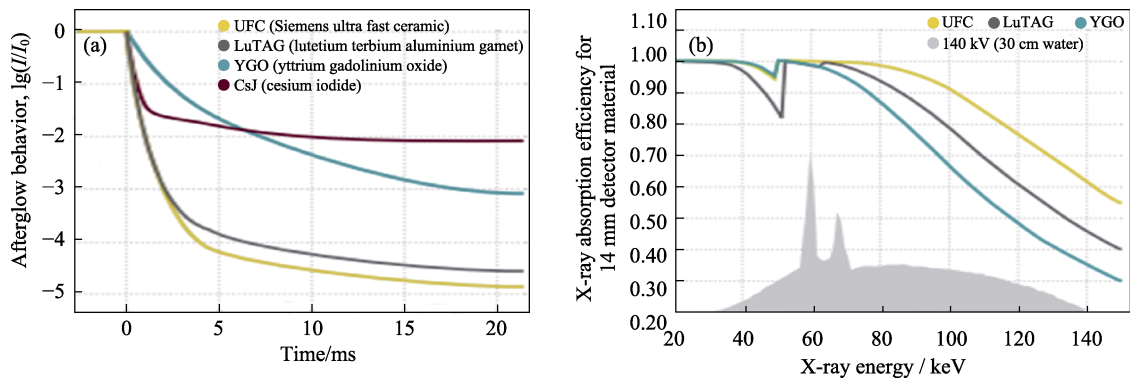 (a)
UFC (Siemens ultra fast ceramic)
LuTAG (lutetium terbium aluminium gamet)
YGO (yttrium gadolinium oxide)
CsJ (cesium iodide)
Afterglow behavior, lg(I/I0)
0
−1
−2
−3
−4
−5
0
5
10
15
20
Time/ms
(b)
UFC
LuTAG
YGO
140 kV (30 cm water)
X-ray absorption efficiency for
14 mm detector material
1.10
1.00
0.90
0.80
0.70
0.60
0.50
0.40
0.30
0.20
20
40
60
80
100
120
140
X-ray energy / keV